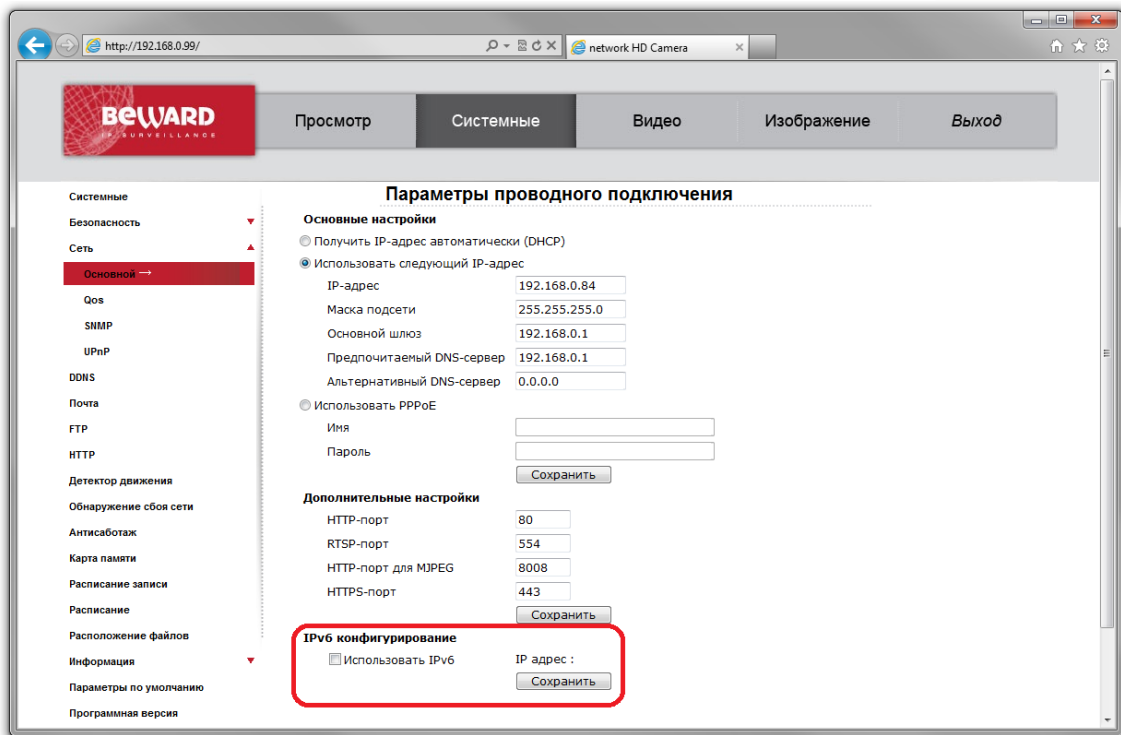 http://192.168.0.99/
network HD Camera
BEWARD
IP SURVEILLANCE
Просмотр
Системные
Видео
Изображение
Выход
Системные
Безопасность
Сеть
Основной →
Qos
SNMP
UPnP
DDNS
Почта
FTP
HTTP
Детектор движения
Обнаружение сбоя сети
Антисаботаж
Карта памяти
Расписание записи
Расписание
Расположение файлов
Информация
Параметры по умолчанию
Программная версия
Параметры проводного подключения
Основные настройки
Получить IP-адрес автоматически (DHCP)
Использовать следующий IP-адрес
IP-адрес 192.168.0.84
Маска подсети 255.255.255.0
Основной шлюз 192.168.0.1
Предпочитаемый DNS-сервер 192.168.0.1
Альтернативный DNS-сервер 0.0.0.0
Использовать PPPoE
Имя
Пароль
Сохранить
Дополнительные настройки
HTTP-порт 80
RTSP-порт 554
HTTP-порт для MJPEG 8008
HTTPS-порт 443
Сохранить
IPv6 конфигурирование
Использовать IPv6 IP адрес :
Сохранить